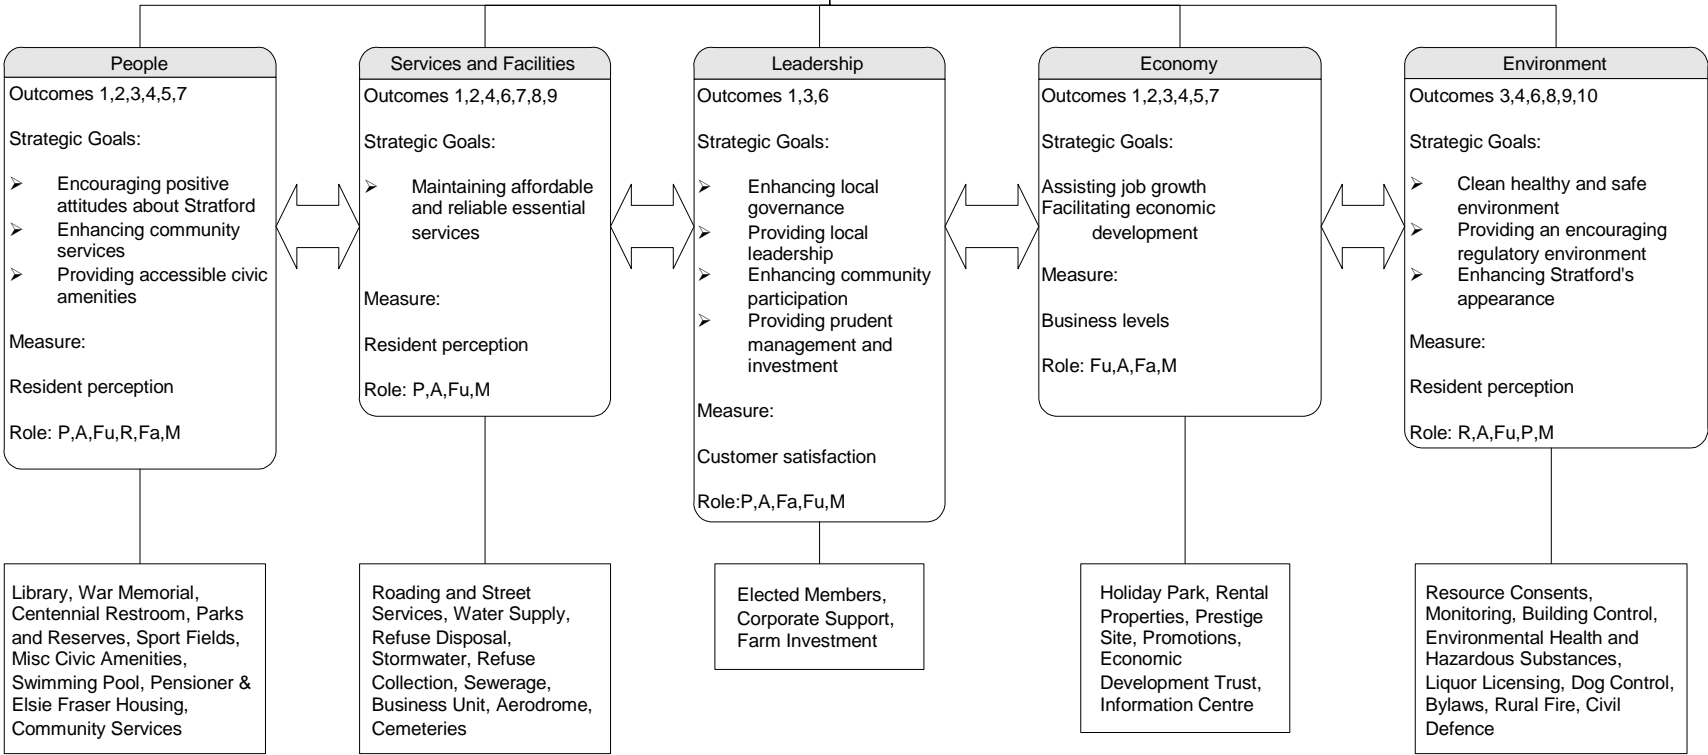 People
Outcomes 1,2,3,4,5,7
Strategic Goals:
➢ Encouraging positive
attitudes about Stratford
➢ Enhancing community
services
➢ Providing accessible civic
amenities
Measure:
Resident perception
Role: P,A,Fu,R,Fa,M
Services and Facilities
Outcomes 1,2,4,6,7,8,9
Strategic Goals:
➢ Maintaining affordable
and reliable essential
services
Measure:
Resident perception
Role: P,A,Fu,M
Leadership
Outcomes 1,3,6
Strategic Goals:
➢ Enhancing local
governance
➢ Providing local
leadership
➢ Enhancing community
participation
➢ Providing prudent
management and
investment
Measure:
Customer satisfaction
Role:P,A,Fa,Fu,M
Economy
Outcomes 1,2,3,4,5,7
Strategic Goals:
Assisting job growth
Facilitating economic
development
Measure:
Business levels
Role: Fu,A,Fa,M
Environment
Outcomes 3,4,6,8,9,10
Strategic Goals:
➢ Clean healthy and safe
environment
➢ Providing an encouraging
regulatory environment
➢ Enhancing Stratford's
appearance
Measure:
Resident perception
Role: R,A,Fu,P,M
Library, War Memorial,
Centennial Restroom, Parks
and Reserves, Sport Fields,
Misc Civic Amenities,
Swimming Pool, Pensioner &
Elsie Fraser Housing,
Community Services
Roading and Street
Services, Water Supply,
Refuse Disposal,
Stormwater, Refuse
Collection, Sewerage,
Business Unit, Aerodrome,
Cemeteries
Elected Members,
Corporate Support,
Farm Investment
Holiday Park, Rental
Properties, Prestige
Site, Promotions,
Economic
Development Trust,
Information Centre
Resource Consents,
Monitoring, Building Control,
Environmental Health and
Hazardous Substances,
Liquor Licensing, Dog Control,
Bylaws, Rural Fire, Civil
Defence